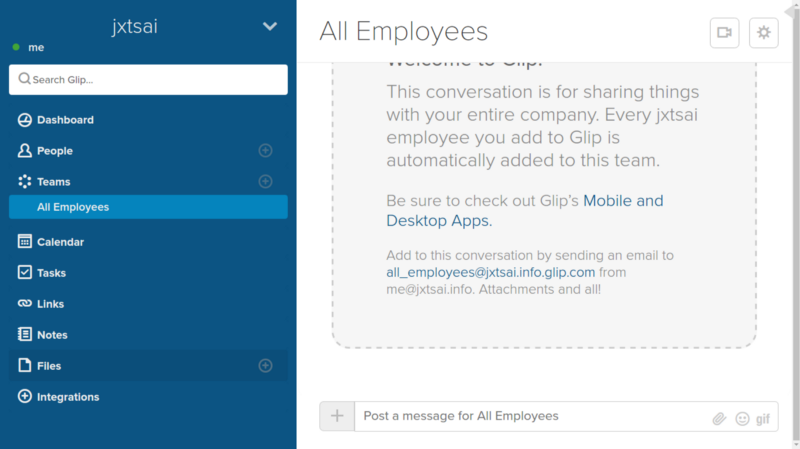 jxtsai
me
Search Glip...
Dashboard
People
Teams
All Employees
Calendar
Tasks
Links
Notes
Files
Integrations
All Employees
Welcome to Glip!
This conversation is for sharing things
with your entire company. Every jxtsai
employee you add to Glip is
automatically added to this team.
Be sure to check out Glip's Mobile and
Desktop Apps.
Add to this conversation by sending an email to
all_employees@jxtsai.info.glip.com from
me@jxtsai.info. Attachments and all!
Post a message for All Employees
gif